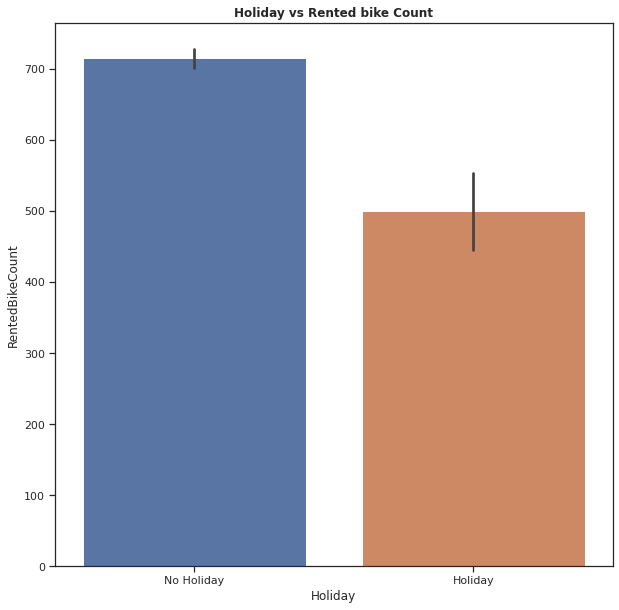 Holiday vs Rented bike Count
RentedBikeCount
700
600
500
400
300
200
100
0
No Holiday
Holiday
Holiday